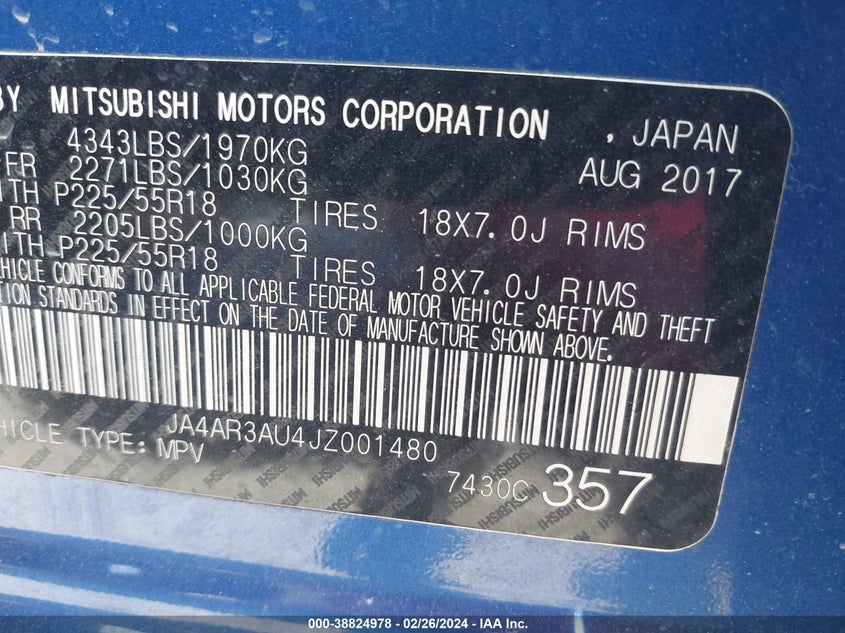 BY MITSUBISHI MOTORS CORPORATION , JAPAN
4343LBS/1970KG AUG 2017
FR 2271LBS/1030KG
ITH P225/55R18 TIRES 18X7.0J RIMS
RR 2205LBS/1000KG
ITH P225/55R18 TIRES 18X7.0J RIMS
EHICLE CONFORMS TO ALL APPLICABLE FEDERAL MOTOR VEHICLE SAFETY AND THEFT
TION STANDARDS IN EFFECT ON THE DATE OF MANUFACTURE SHOWN ABOVE.
JA4AR3AU4JZ001480
HICLE TYPE: MPV
7430C 357
000-38824978 - 02/26/2024 - IAA Inc.